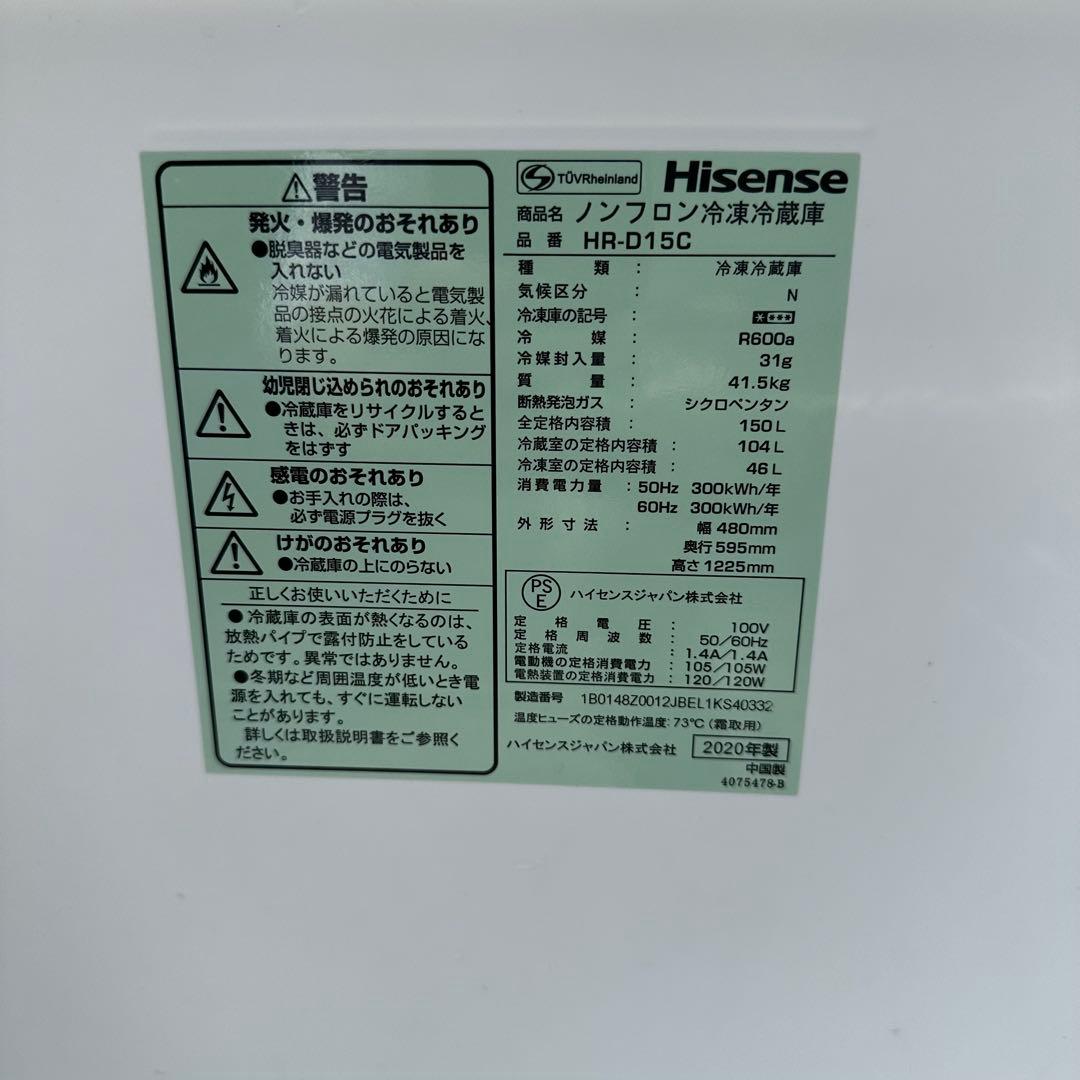 ⚠警告
発火・爆発のおそれあり
●脱臭器などの電気製品を
入れない
冷媒が漏れていると電気製
品の接点の火花による着火、
着火による爆発の原因にな
ります。
幼児閉じ込められのおそれあり
●冷蔵庫をリサイクルすると
きは、必ずドアパッキング
をはずす
感電のおそれあり
●お手入れの際は、
必ず電源プラグを抜く
けがのおそれあり
●冷蔵庫の上にのらない
正しくお使いいただくために
●冷蔵庫の表面が熱くなるのは、
放熱パイプで露付防止をしている
ためです。異常ではありません。
●冬期など周囲温度が低いとき電
源を入れても、すぐに運転しない
ことがあります。
詳しくは取扱説明書をご参照く
ださい。
TÜVRheinland Hisense
商品名 ノンフロン冷凍冷蔵庫
品番 HR-D15C
種類 : 冷凍冷蔵庫
気候区分 : N
冷凍庫の記号 : ****
冷媒 : R600a
冷媒封入量 : 31g
質量 : 41.5kg
断熱発泡ガス : シクロペンタン
全定格内容積 : 150L
冷蔵室の定格内容積 : 104L
冷凍室の定格内容積 : 46L
消費電力量 : 50Hz 300kWh/年
60Hz 300kWh/年
外形寸法 : 幅 480mm
奥行 595mm
高さ 1225mm
PSE ハイセンスジャパン株式会社
定格電圧 : 100V
定格周波数 : 50/60Hz
定格電流 : 1.4A/1.4A
電動機の定格消費電力 : 105/105W
電熱装置の定格消費電力 : 120/120W
製造番号 1B0148Z0012JBEL1KS40332
温度ヒューズの定格動作温度:73℃(霜取用)
ハイセンスジャパン株式会社 2020年製
中国製
4075478-B